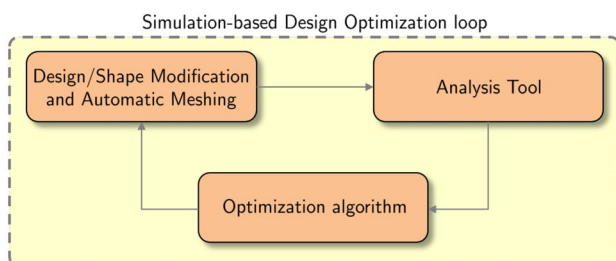 Simulation-based Design Optimization loop
Design/Shape Modification
and Automatic Meshing
Analysis Tool
Optimization algorithm